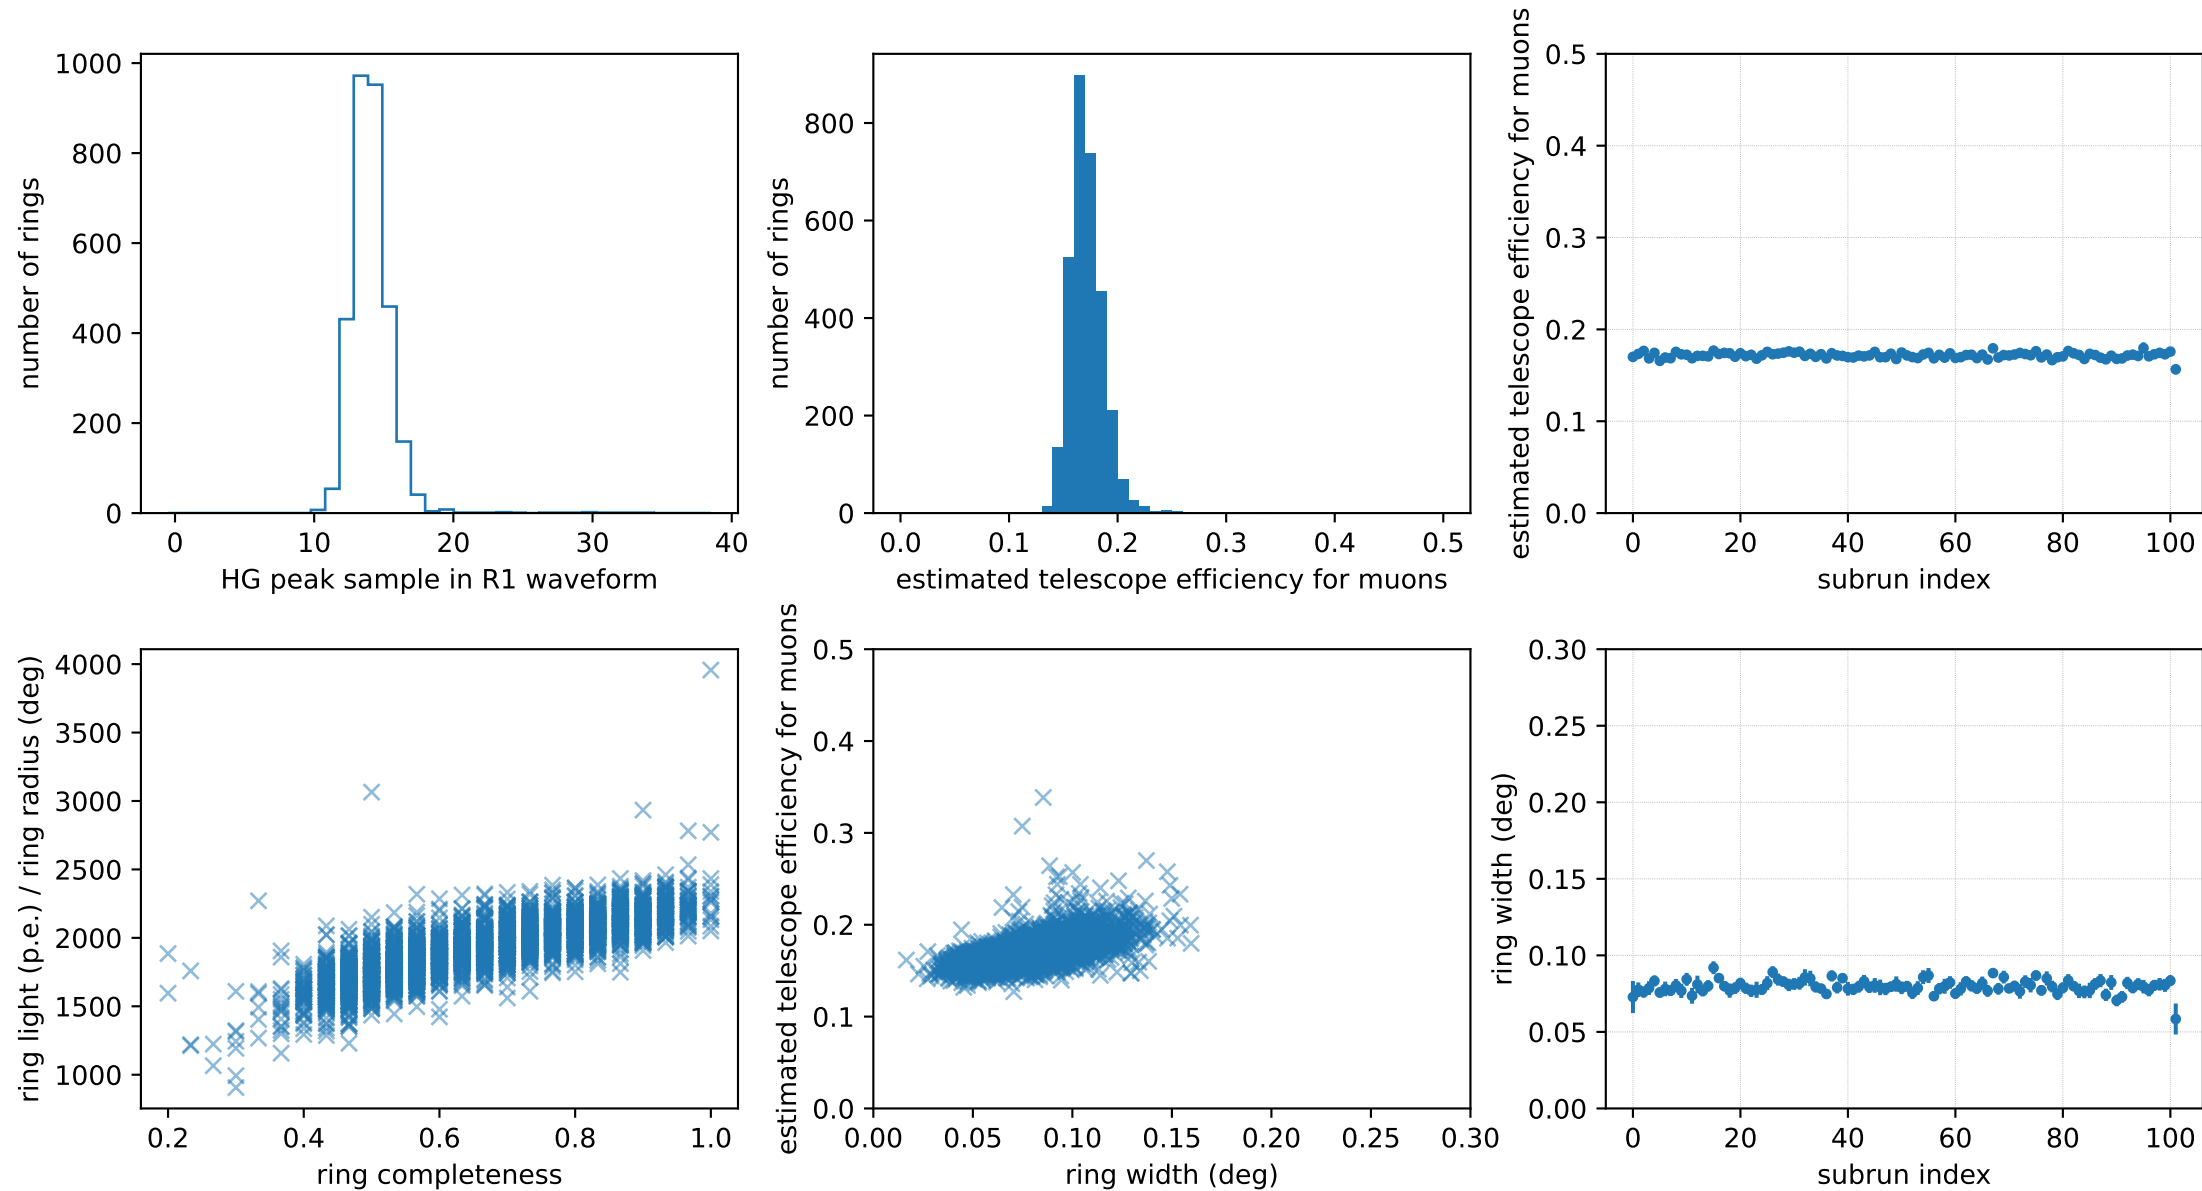 1000
800
600
400
200
0
number of rings
0 10 20 30 40
HG peak sample in R1 waveform
800
600
400
200
0
number of rings
0.0 0.1 0.2 0.3 0.4 0.5
estimated telescope efficiency for muons
0.5
0.4
0.3
0.2
0.1
0.0
estimated telescope efficiency for muons
0 20 40 60 80 100
subrun index
4000
3500
3000
2500
2000
1500
1000
ring light (p.e.) / ring radius (deg)
0.2 0.4 0.6 0.8 1.0
ring completeness
0.5
0.4
0.3
0.2
0.1
0.0
estimated telescope efficiency for muons
0.00 0.05 0.10 0.15 0.20 0.25 0.30
ring width (deg)
0.30
0.25
0.20
0.15
0.10
0.05
0.00
ring width (deg)
0 20 40 60 80 100
subrun index